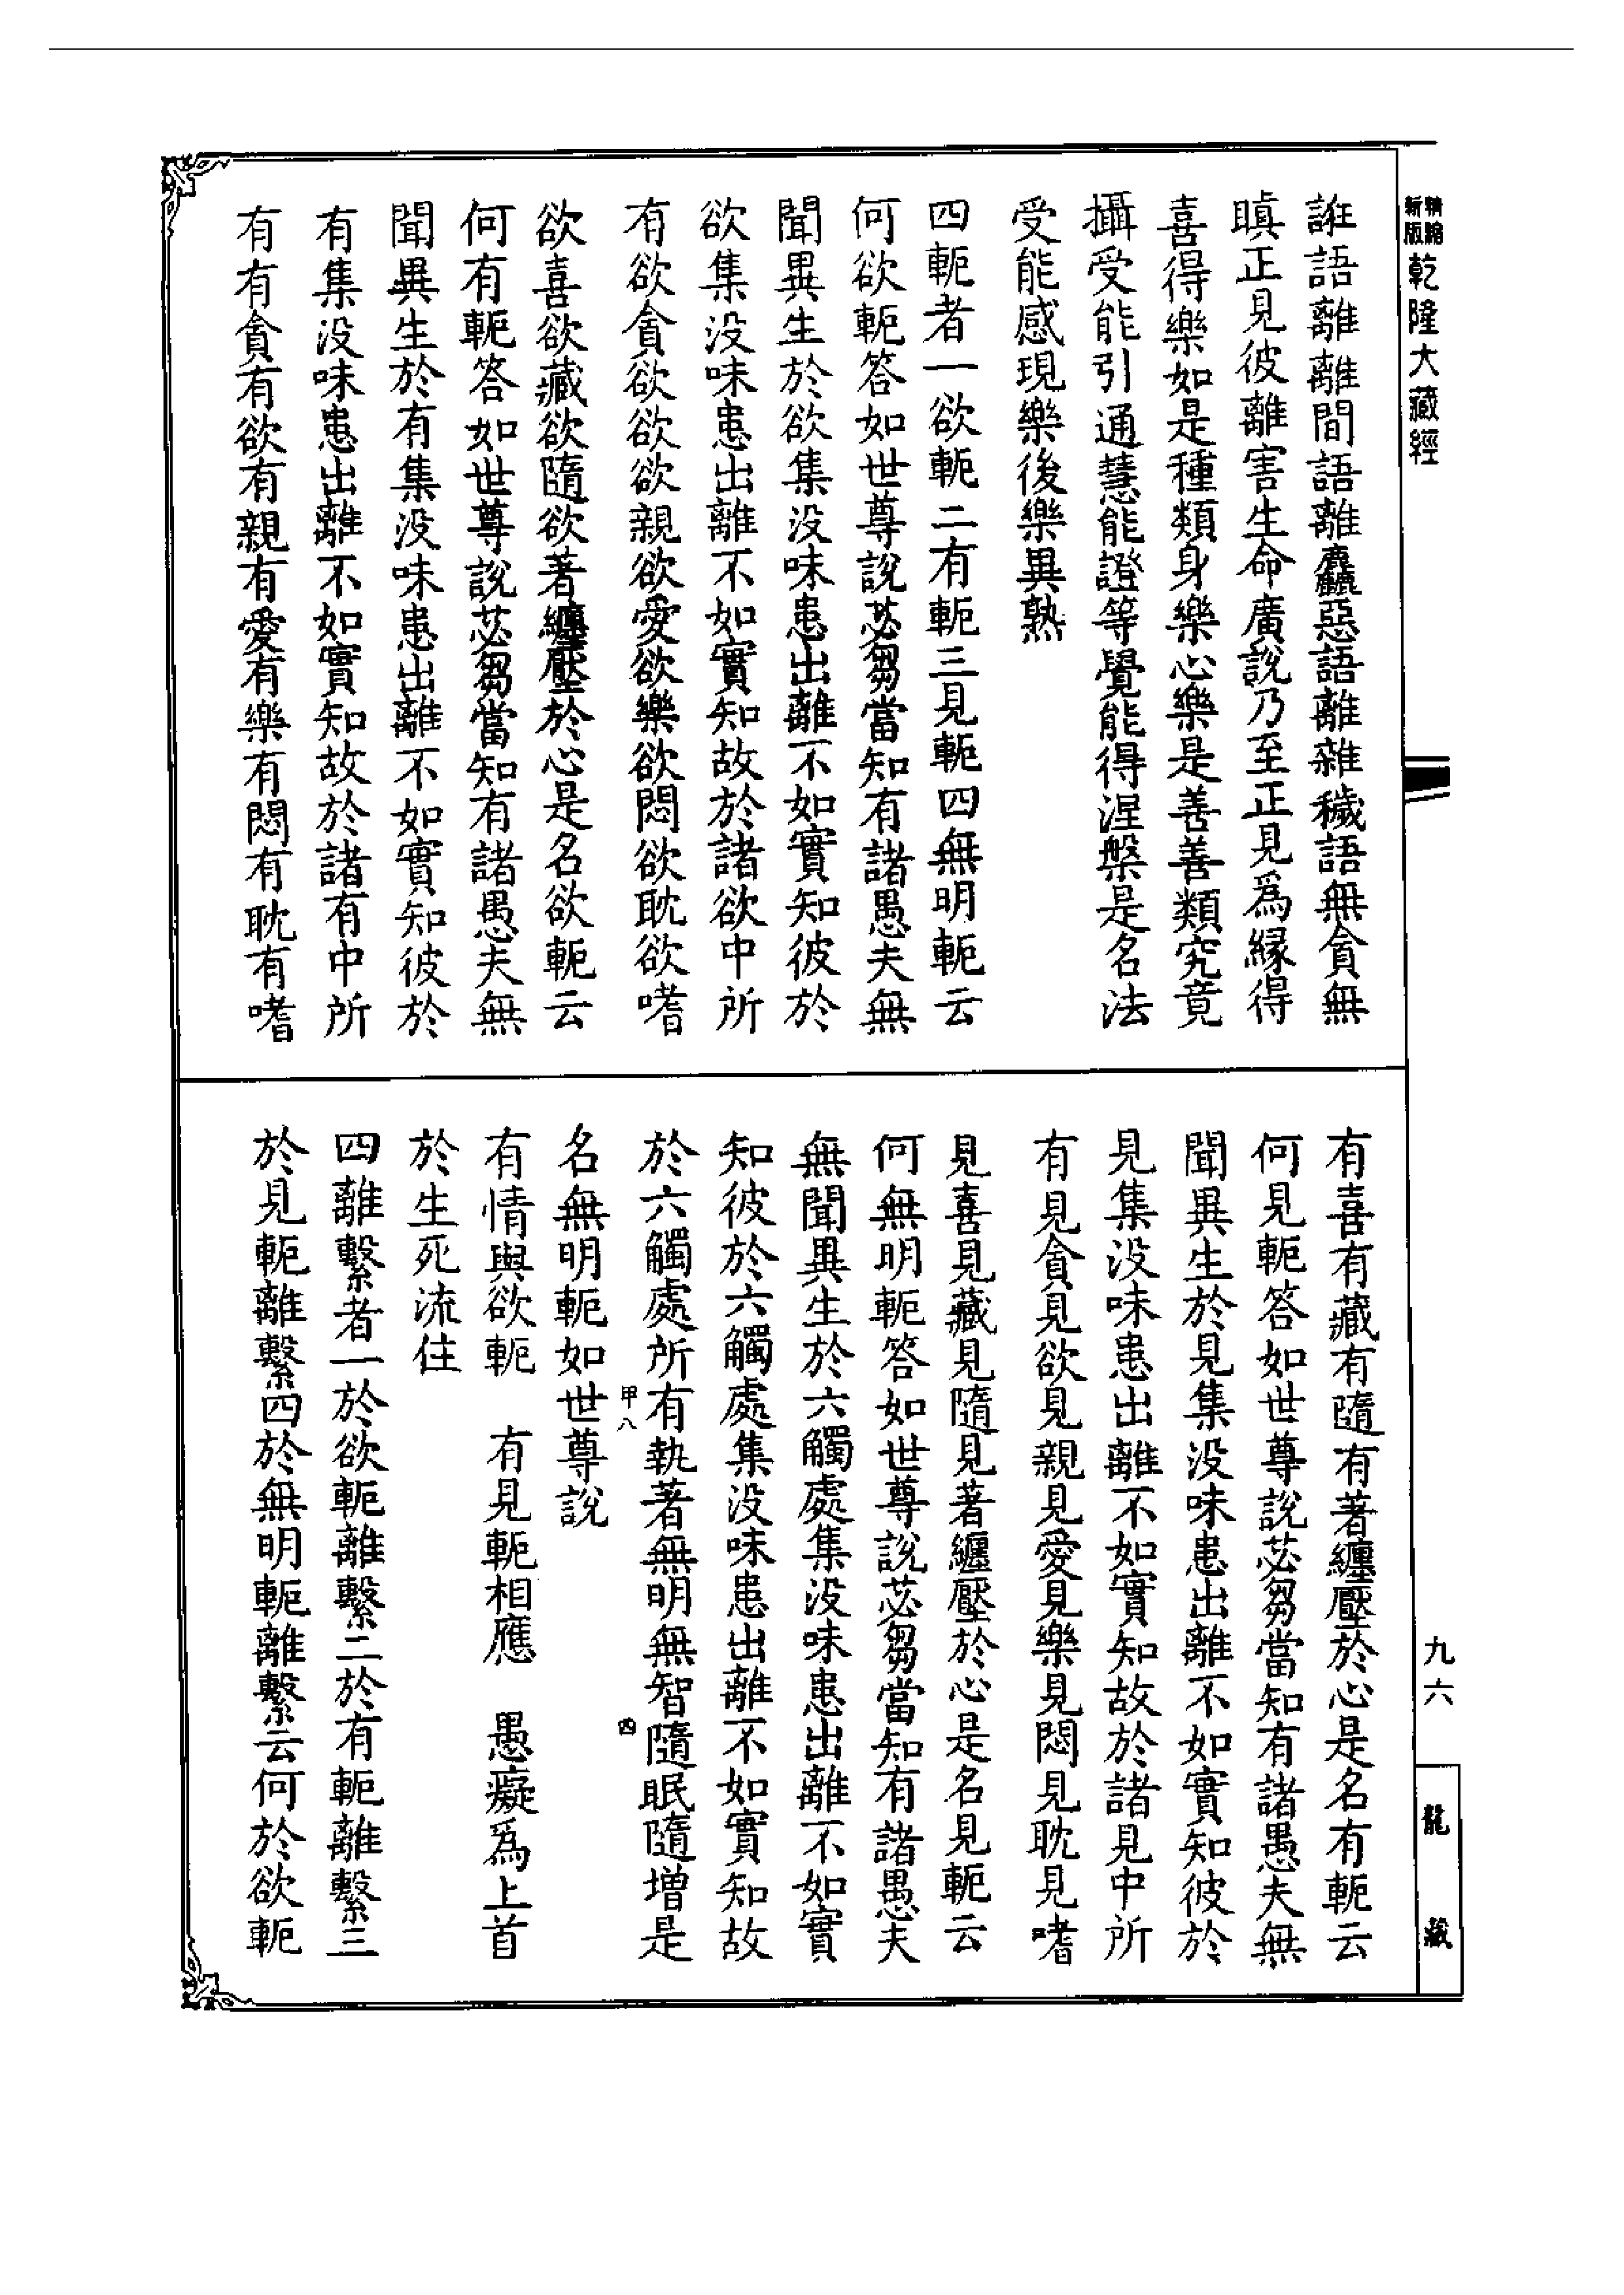 精縮新版乾隆大藏經
誑語離離間語離麤惡語離雜穢語無貪無
瞋正見彼離害生命廣說乃至正見爲緣得
喜得樂如是種類身樂心樂是善善類究竟
攝受能引通慧能證等覺能得涅槃是名法
受能感現樂後樂異熟
四軛者一欲軛二有軛三見軛四無明軛云
何欲軛答如世尊說苾芻當知有諸愚夫無
聞異生於欲集没味患出離不如實知彼於
欲集没味患出離不如實知故於諸欲中所
有欲貪欲欲欲親欲愛欲樂欲悶欲耽欲嗜
欲喜欲藏欲隨欲著纏壓於心是名欲軛云
何有軛答如世尊說苾芻當知有諸愚夫無
聞異生於有集没味患出離不如實知彼於
有集没味患出離不如實知故於諸有中所
有有貪有欲有親有愛有樂有悶有耽有嗜
有喜有藏有隨有著纏壓於心是名有軛云
何見軛答如世尊說苾芻當知有諸愚夫無
聞異生於見集没味患出離不如實知彼於
見集没味患出離不如實知故於諸見中所
有見貪見欲見親見愛見樂見悶見耽見嗜
見喜見藏見隨見著纏壓於心是名見軛云
何無明軛答如世尊說苾芻當知有諸愚夫
無聞異生於六觸處集没味患出離不如實
知彼於六觸處集没味患出離不如實知故
於六觸處所有執著無明無智隨眠隨增是
甲八 四
名無明軛如世尊說
有情與欲軛 有見軛相應 愚癡爲上首
於生死流住
四離繫者一於欲軛離繫二於有軛離繫三
於見軛離繫四於無明軛離繫云何於欲軛
九六
龍藏